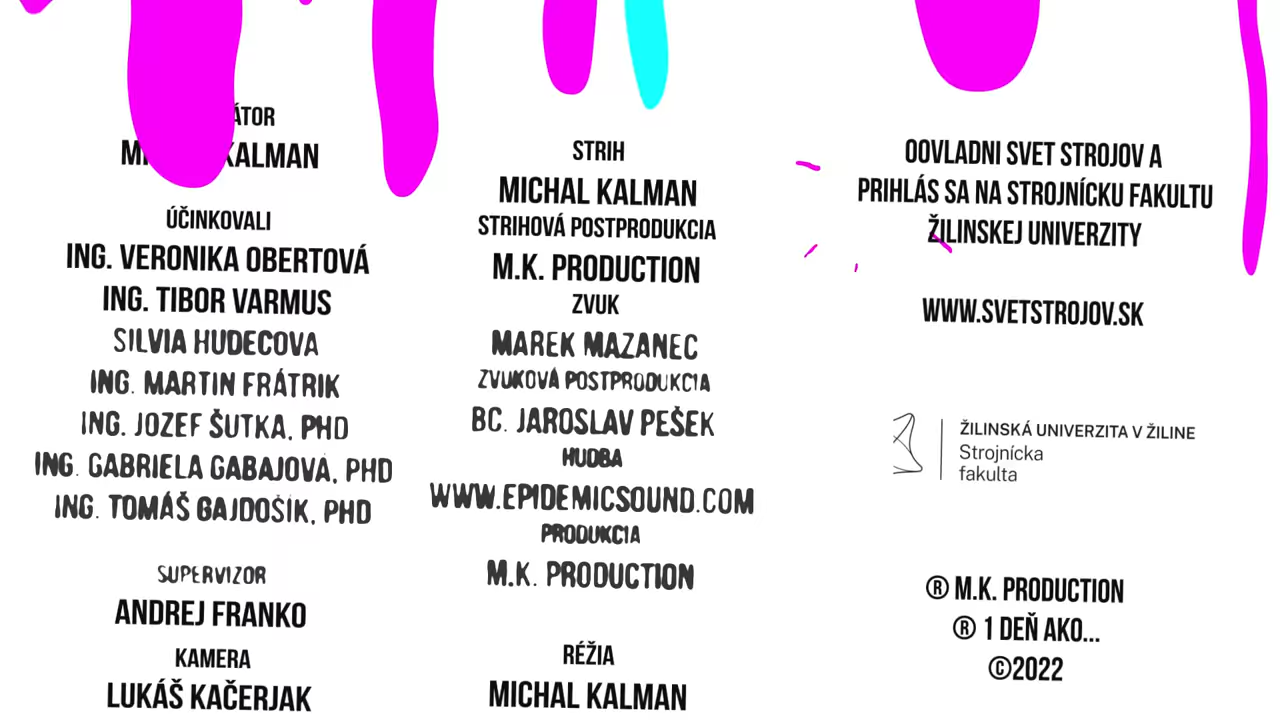 KALMAN
ÚČINKOVALI
ING. VERONIKA OBERTOVÁ
ING. TIBOR VARMUS
SILVIA HUDECOVA
ING. MARTIN FRÁTRIK
ING. JOZEF ŠUTKA, PHD
ING. GABRIELA GABAJOVÁ, PHD
ING. TOMÁŠ GAJDOŠIK, PHD
SUPERVIZOR
ANDREJ FRANKO
KAMERA
LUKÁŠ KAČERJAK
STRIH
MICHAL KALMAN
STRIHOVÁ POSTPRODUKCIA
M.K. PRODUCTION
ZVUK
MAREK MAZANEC
ZVUKOVÁ POSTPRODUKCIA
BC. JAROSLAV PEŠEK
HUDBA
WWW.EPIDEMICSOUND.COM
PRODUKCIA
M.K. PRODUCTION
RÉŽIA
MICHAL KALMAN
OOVLADNI SVET STROJOV A
PRIHLÁS SA NA STROJNÍCKU FAKULTU
ŽILINSKEJ UNIVERZITY
WWW.SVETSTROJOV.SK
ŽILINSKÁ UNIVERZITA V ŽILINE
Strojnícka
fakulta
® M.K. PRODUCTION
® 1 DEŇ AKO...
©2022